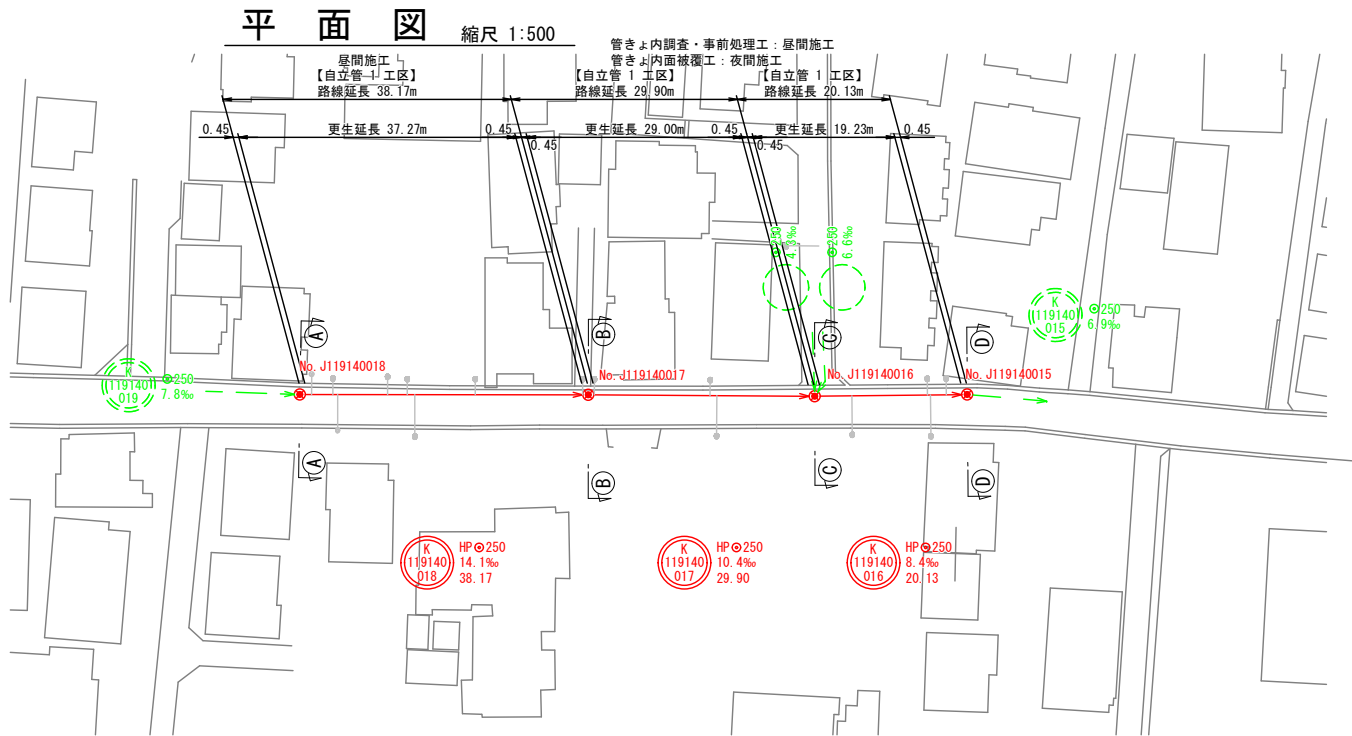 平面図 縮尺 1:500
管きょ内調査・事前処理工：昼間施工
管きょ内面被覆工：夜間施工
昼間施工
【自立管 1 工区】
路線延長 38.17m
【自立管 1 工区】
路線延長 29.90m
【自立管 1 工区】
路線延長 20.13m
0.45
更生延長 37.27m
0.45
0.45
更生延長 29.00m
0.45
0.45
更生延長 19.23m
0.45
⊙250
4.3‰
⊙250
6.6‰
K
119140
015
⊙250
6.9‰
A
B
C
D
No. J119140018
No. J119140017
No. J119140016
No. J119140015
K
119140
019
⊙250
7.8‰
A
B
C
D
K
119140
018
HP⊙250
14.1‰
38.17
K
119140
017
HP⊙250
10.4‰
29.90
K
119140
016
HP⊙250
8.4‰
20.13